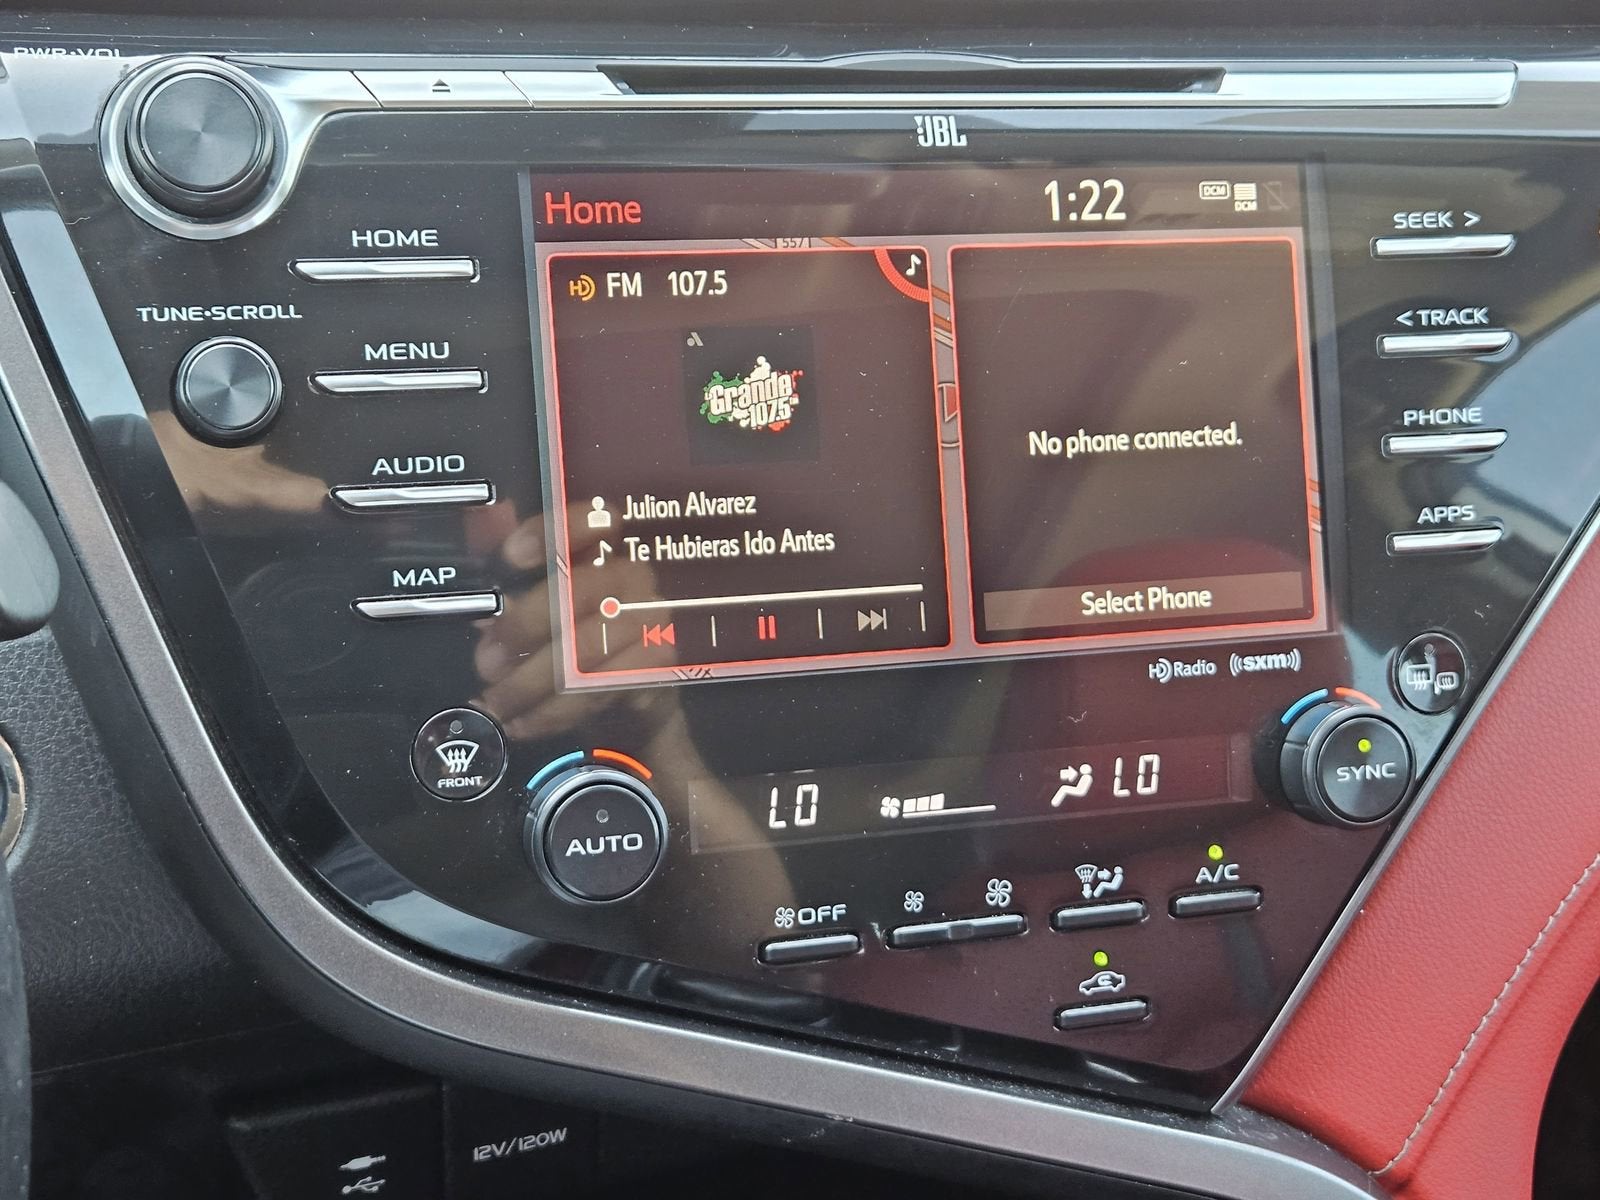 PWR•VOL
JBL
Home
1:22
DCM
DCM
HOME
TUNE•SCROLL
MENU
AUDIO
MAP
557
HD FM 107.5
Grande
107.5
Julion Alvarez
Te Hubieras Ido Antes
No phone connected.
Select Phone
SEEK >
< TRACK
PHONE
APPS
HD Radio ((sxm))
FRONT
AUTO
LO
LO
SYNC
OFF
A/C
12V/120W